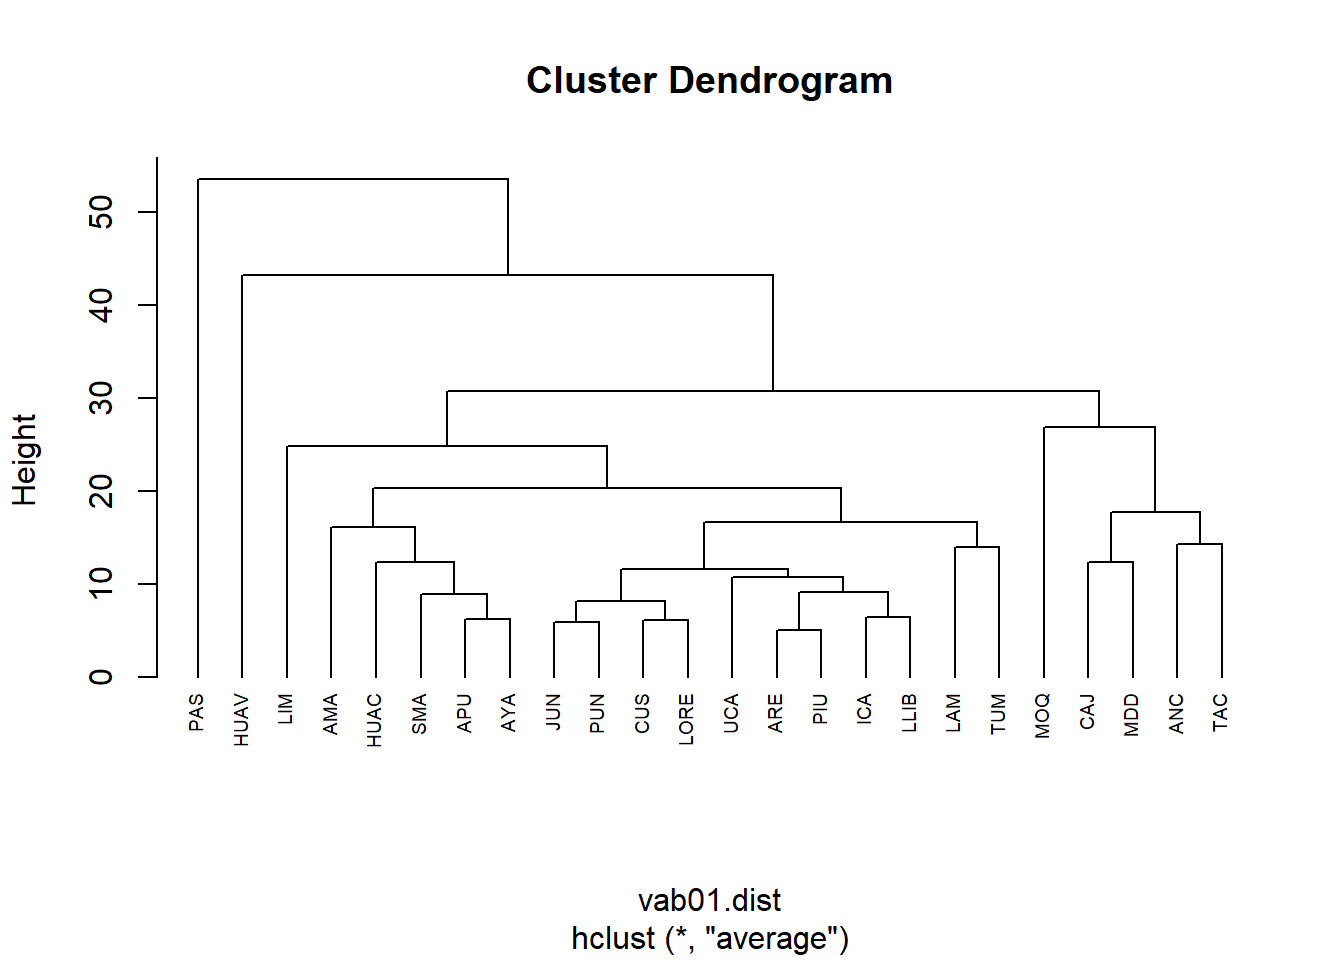 Cluster Dendrogram
Height
50
40
30
20
10
0
PAS
HUAV
LIM
AMA
HUAC
SMA
APU
AYA
JUN
PUN
CUS
LORE
UCA
ARE
PIU
ICA
LLIB
LAM
TUM
MOQ
CAJ
MDD
ANC
TAC
vab01.dist
hclust (*, "average")